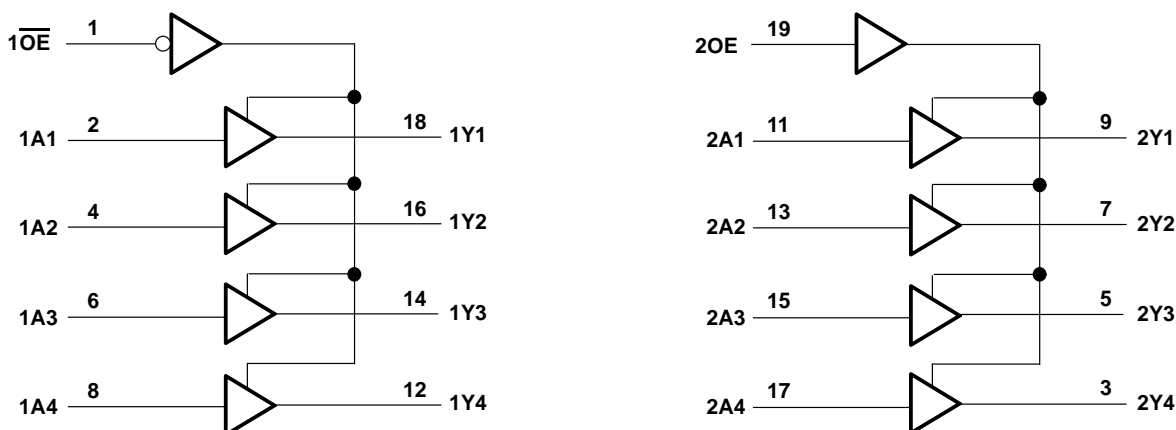 1O̅E̅ 1
1A1 2 18 1Y1
1A2 4 16 1Y2
1A3 6 14 1Y3
1A4 8 12 1Y4
2OE 19
2A1 11 9 2Y1
2A2 13 7 2Y2
2A3 15 5 2Y3
2A4 17 3 2Y4